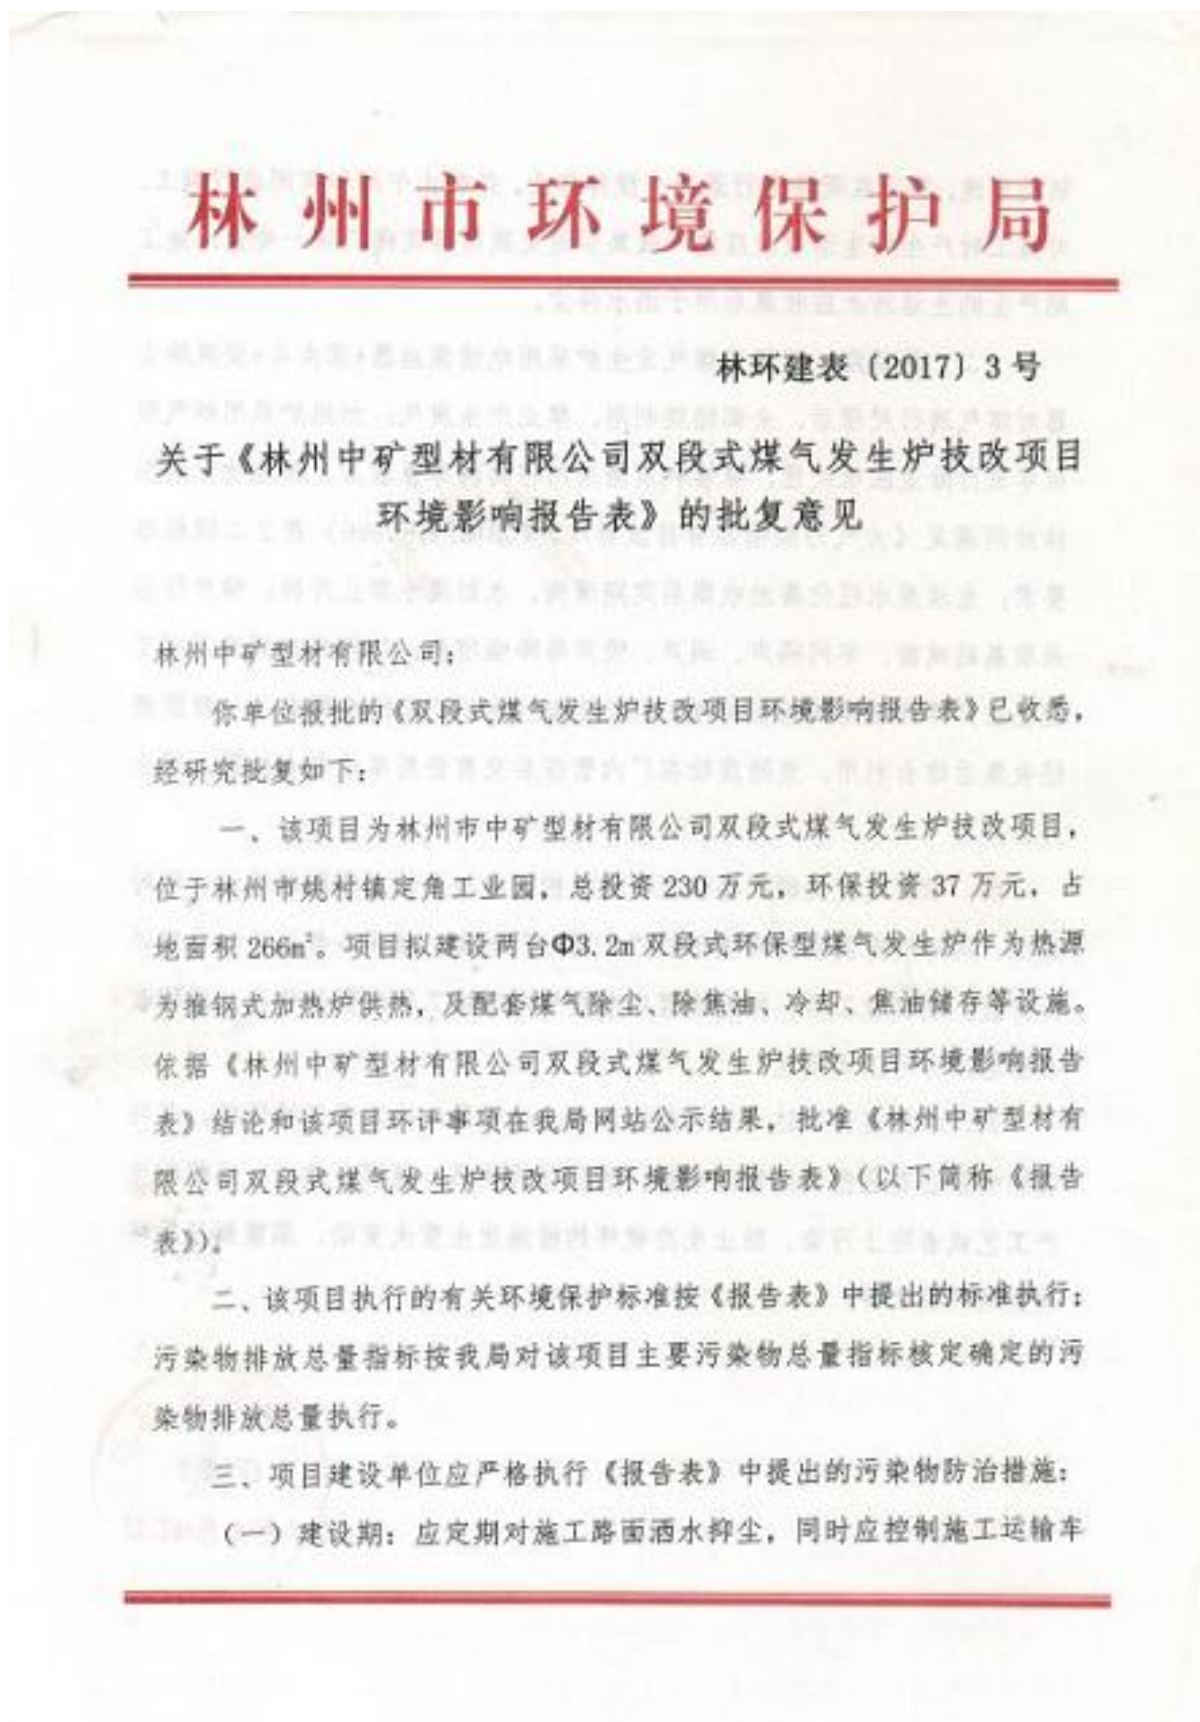 林州市环境保护局
林环建表〔2017〕3号
关于《林州中矿型材有限公司双段式煤气发生炉技改项目
环境影响报告表》的批复意见
林州中矿型材有限公司：
你单位报批的《双段式煤气发生炉技改项目环境影响报告表》已收悉，
经研究批复如下：
一、该项目为林州市中矿型材有限公司双段式煤气发生炉技改项目，
位于林州市姚村镇定角工业园，总投资230万元，环保投资37万元，占
地面积266m²。项目拟建设两台Φ3.2m双段式环保型煤气发生炉作为热源
为推钢式加热炉供热，及配套煤气除尘、除焦油、冷却、焦油储存等设施。
依据《林州中矿型材有限公司双段式煤气发生炉技改项目环境影响报告
表》结论和该项目环评事项在我局网站公示结果，批准《林州中矿型材有
限公司双段式煤气发生炉技改项目环境影响报告表》（以下简称《报告
表》）。
二、该项目执行的有关环境保护标准按《报告表》中提出的标准执行；
污染物排放总量指标按我局对该项目主要污染物总量指标核定确定的污
染物排放总量执行。
三、项目建设单位应严格执行《报告表》中提出的污染物防治措施：
（一）建设期：应定期对施工路面洒水抑尘，同时应控制施工运输车